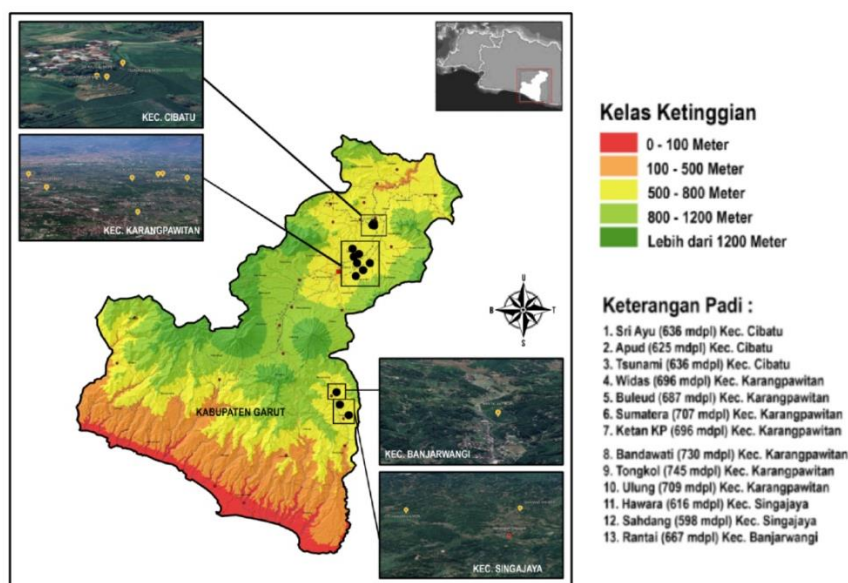 KEC. CIBATU
KEC. KARANGPAWITAN
KABUPATEN GARUT
KEC. BANJARWANGI
KEC. SINGAJAYA
U
B T
S
Kelas Ketinggian
0 - 100 Meter
100 - 500 Meter
500 - 800 Meter
800 - 1200 Meter
Lebih dari 1200 Meter
Keterangan Padi :
1. Sri Ayu (636 mdpl) Kec. Cibatu
2. Apud (625 mdpl) Kec. Cibatu
3. Tsunami (636 mdpl) Kec. Cibatu
4. Widas (696 mdpl) Kec. Karangpawitan
5. Buleud (687 mdpl) Kec. Karangpawitan
6. Sumatera (707 mdpl) Kec. Karangpawitan
7. Ketan KP (696 mdpl) Kec. Karangpawitan
8. Bandawati (730 mdpl) Kec. Karangpawitan
9. Tongkol (745 mdpl) Kec. Karangpawitan
10. Ulung (709 mdpl) Kec. Karangpawitan
11. Hawara (616 mdpl) Kec. Singajaya
12. Sahdang (598 mdpl) Kec. Singajaya
13. Rantai (667 mdpl) Kec. Banjarwangi